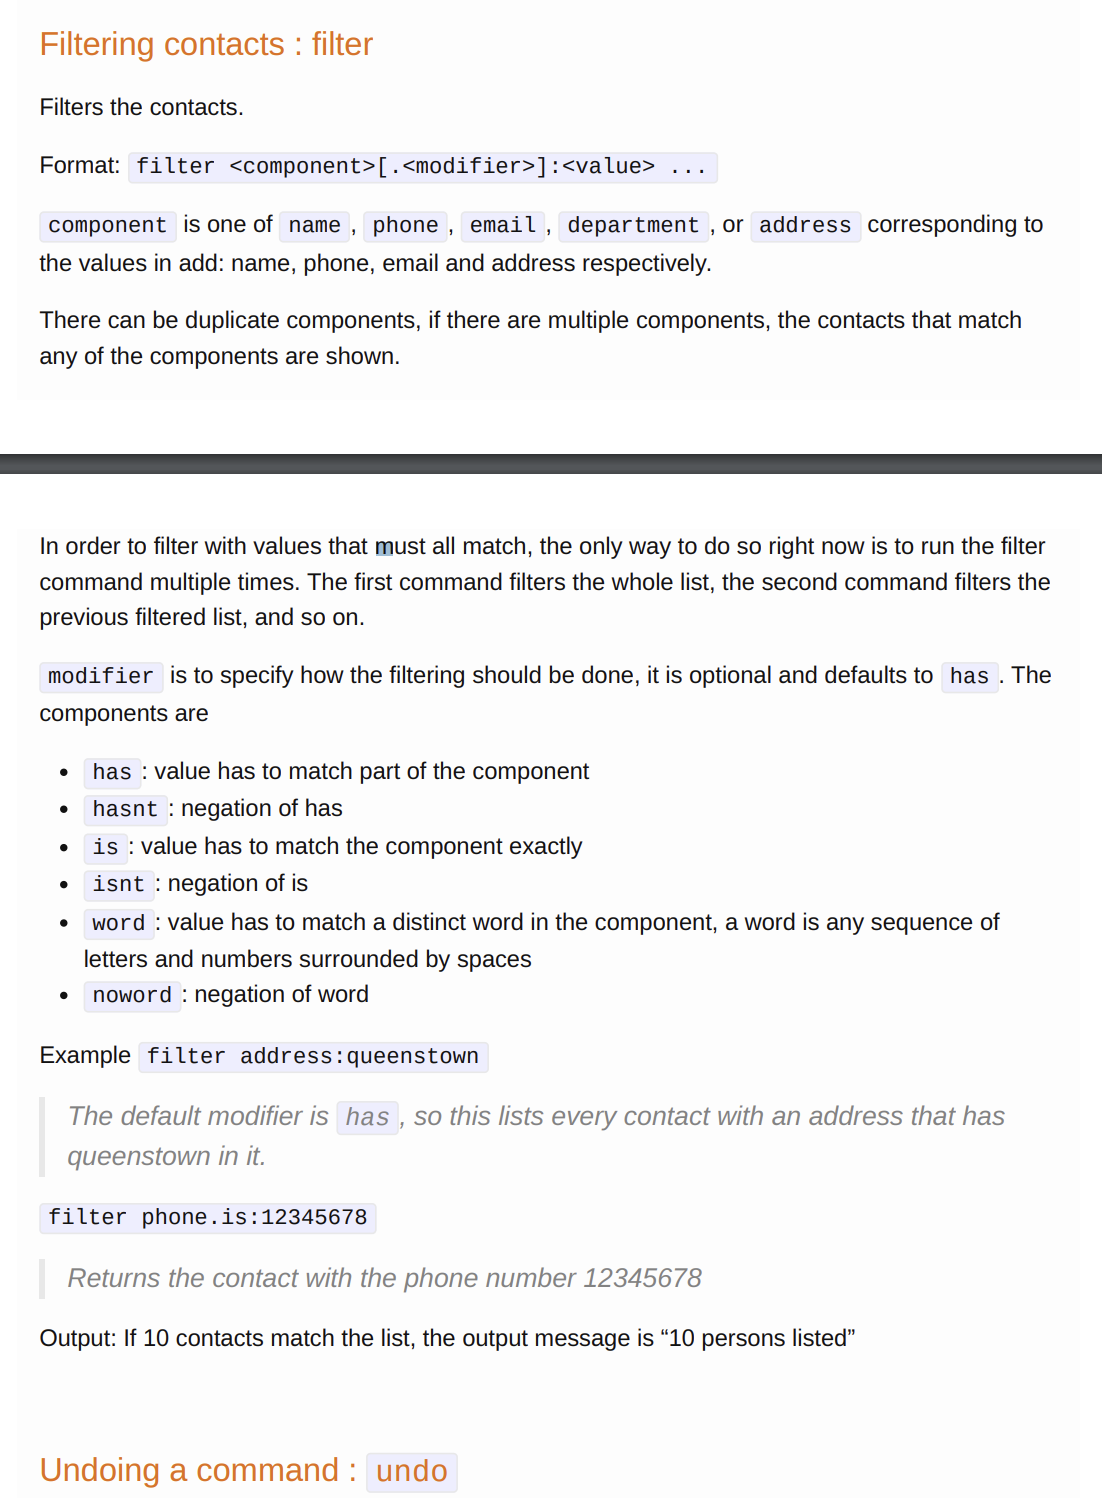 Filtering contacts : filter
Filters the contacts.
Format: filter <component>[.<modifier>]:<value> ...
component is one of name, phone, email, department, or address corresponding to
the values in add: name, phone, email and address respectively.
There can be duplicate components, if there are multiple components, the contacts that match
any of the components are shown.
In order to filter with values that must all match, the only way to do so right now is to run the filter
command multiple times. The first command filters the whole list, the second command filters the
previous filtered list, and so on.
modifier is to specify how the filtering should be done, it is optional and defaults to has. The
components are
• has: value has to match part of the component
• hasnt: negation of has
• is: value has to match the component exactly
• isnt: negation of is
• word: value has to match a distinct word in the component, a word is any sequence of
letters and numbers surrounded by spaces
• noword: negation of word
Example filter address:queenstown
The default modifier is has, so this lists every contact with an address that has
queenstown in it.
filter phone.is:12345678
Returns the contact with the phone number 12345678
Output: If 10 contacts match the list, the output message is “10 persons listed”
Undoing a command : undo